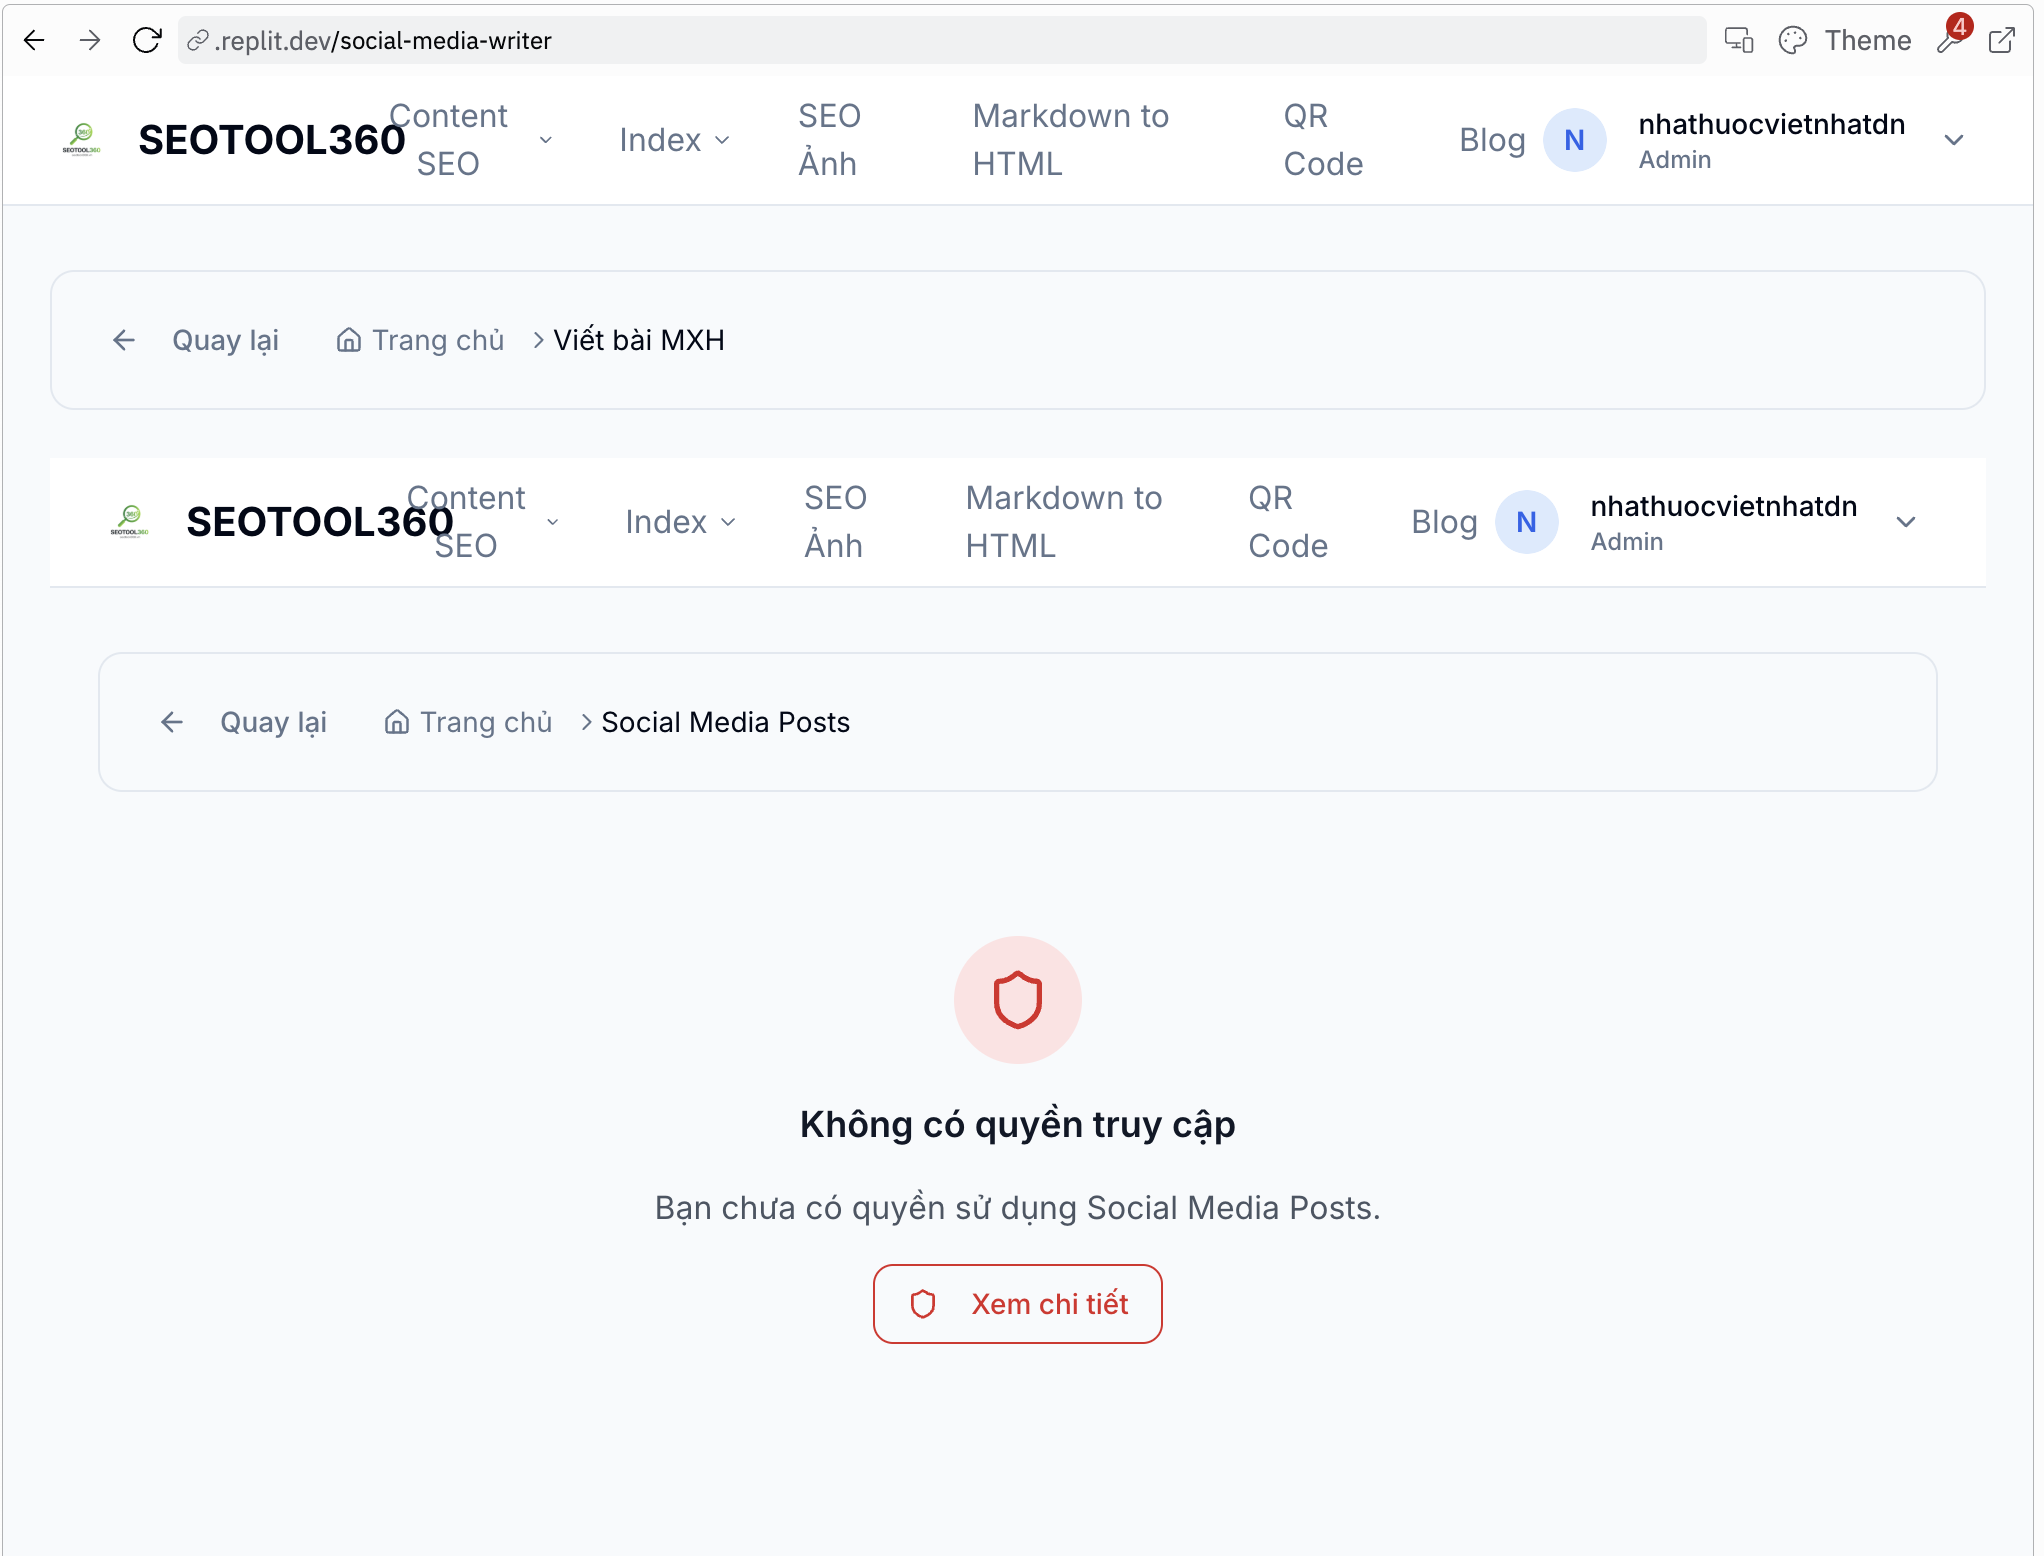 .replit.dev/social-media-writer
Theme
4
SEOTOOL360
SEOTOOL360
Content
SEO
Index
SEO
Ảnh
Markdown to
HTML
QR
Code
Blog
N
nhathuocvietnhatdn
Admin
Quay lại
Trang chủ
Viết bài MXH
SEOTOOL360
SEOTOOL360
Content
SEO
Index
SEO
Ảnh
Markdown to
HTML
QR
Code
Blog
N
nhathuocvietnhatdn
Admin
Quay lại
Trang chủ
Social Media Posts
Không có quyền truy cập
Bạn chưa có quyền sử dụng Social Media Posts.
Xem chi tiết